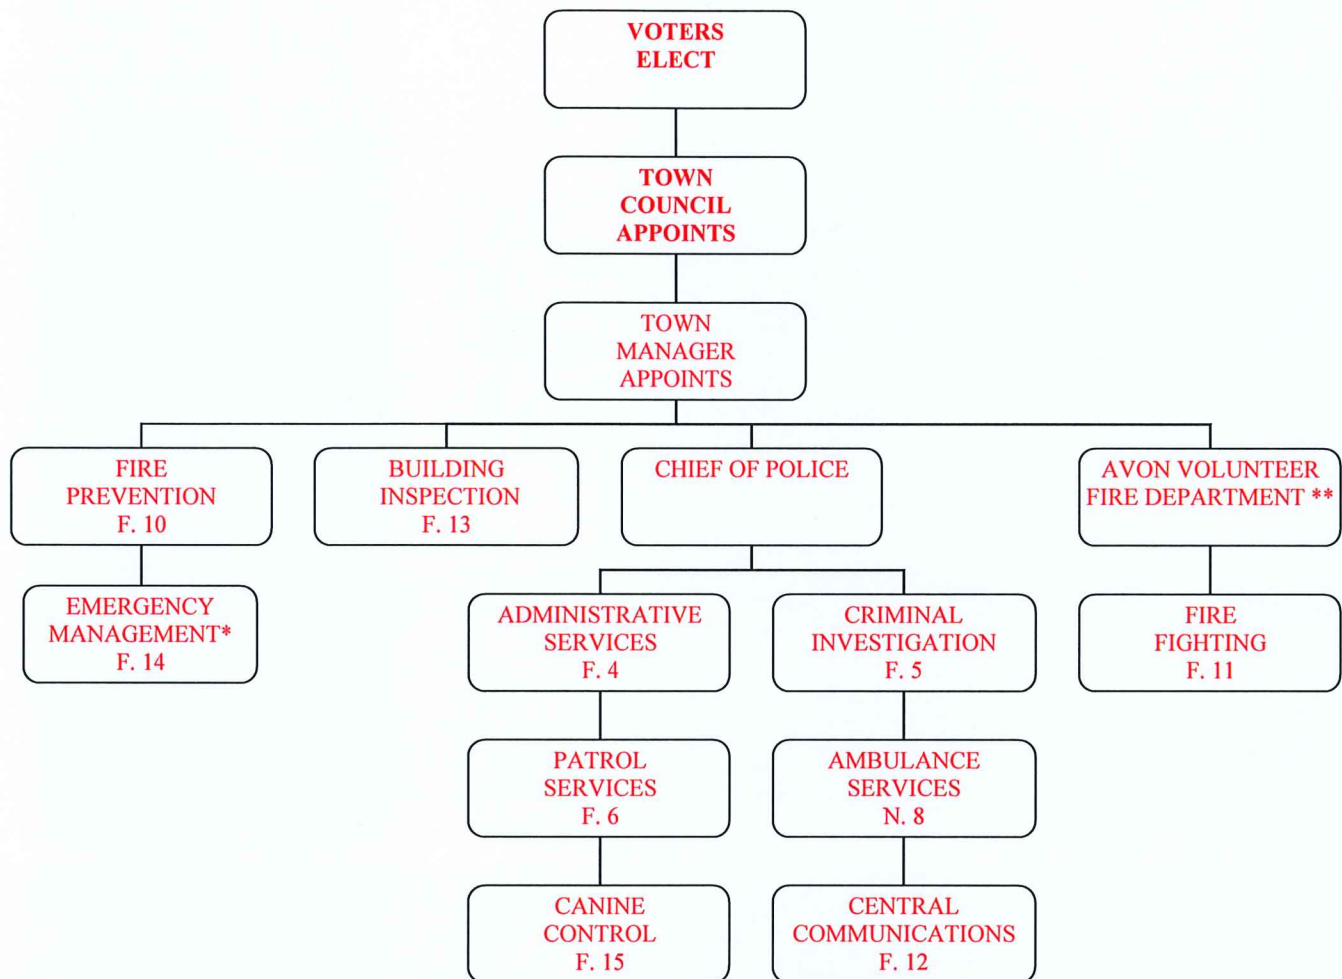 VOTERS
ELECT
TOWN
COUNCIL
APPOINTS
TOWN
MANAGER
APPOINTS
FIRE
PREVENTION
F. 10
BUILDING
INSPECTION
F. 13
CHIEF OF POLICE
AVON VOLUNTEER
FIRE DEPARTMENT **
EMERGENCY
MANAGEMENT*
F. 14
ADMINISTRATIVE
SERVICES
F. 4
CRIMINAL
INVESTIGATION
F. 5
FIRE
FIGHTING
F. 11
PATROL
SERVICES
F. 6
AMBULANCE
SERVICES
N. 8
CANINE
CONTROL
F. 15
CENTRAL
COMMUNICATIONS
F. 12